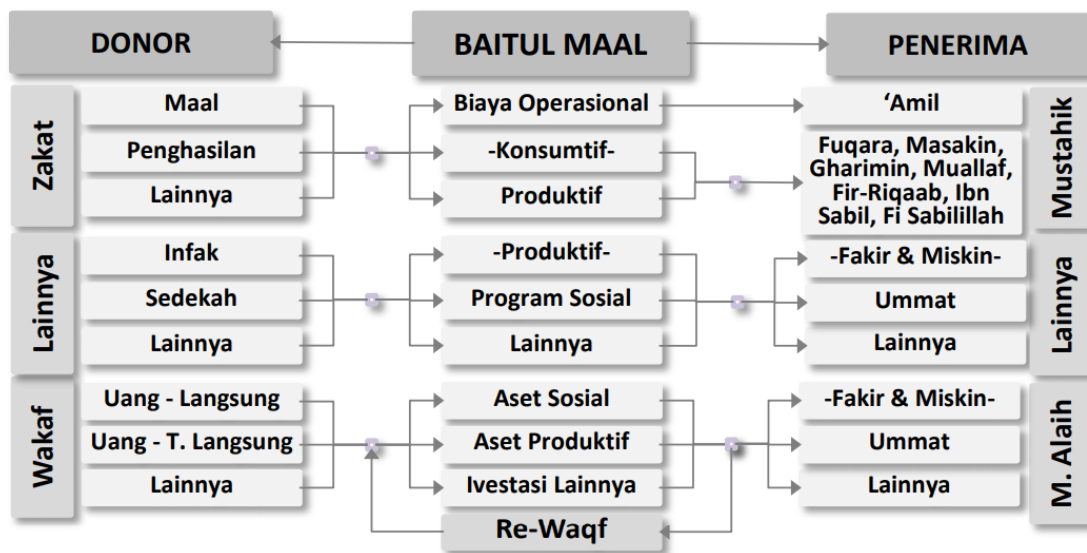 DONOR
BAITUL MAAL
PENERIMA
Zakat
Maal
Penghasilan
Lainnya
Biaya Operasional
-Konsumtif-
Produktif
‘Amil
Fuqara, Masakin,
Gharimin, Muallaf,
Fir-Riqaab, Ibn
Sabil, Fi Sabilillah
Mustahik
Lainnya
Infak
Sedekah
Lainnya
-Produktif-
Program Sosial
Lainnya
-Fakir & Miskin-
Ummat
Lainnya
Lainnya
Wakaf
Uang - Langsung
Uang - T. Langsung
Lainnya
Aset Sosial
Aset Produktif
Ivestasi Lainnya
Re-Waqf
-Fakir & Miskin-
Ummat
Lainnya
M. Alaih